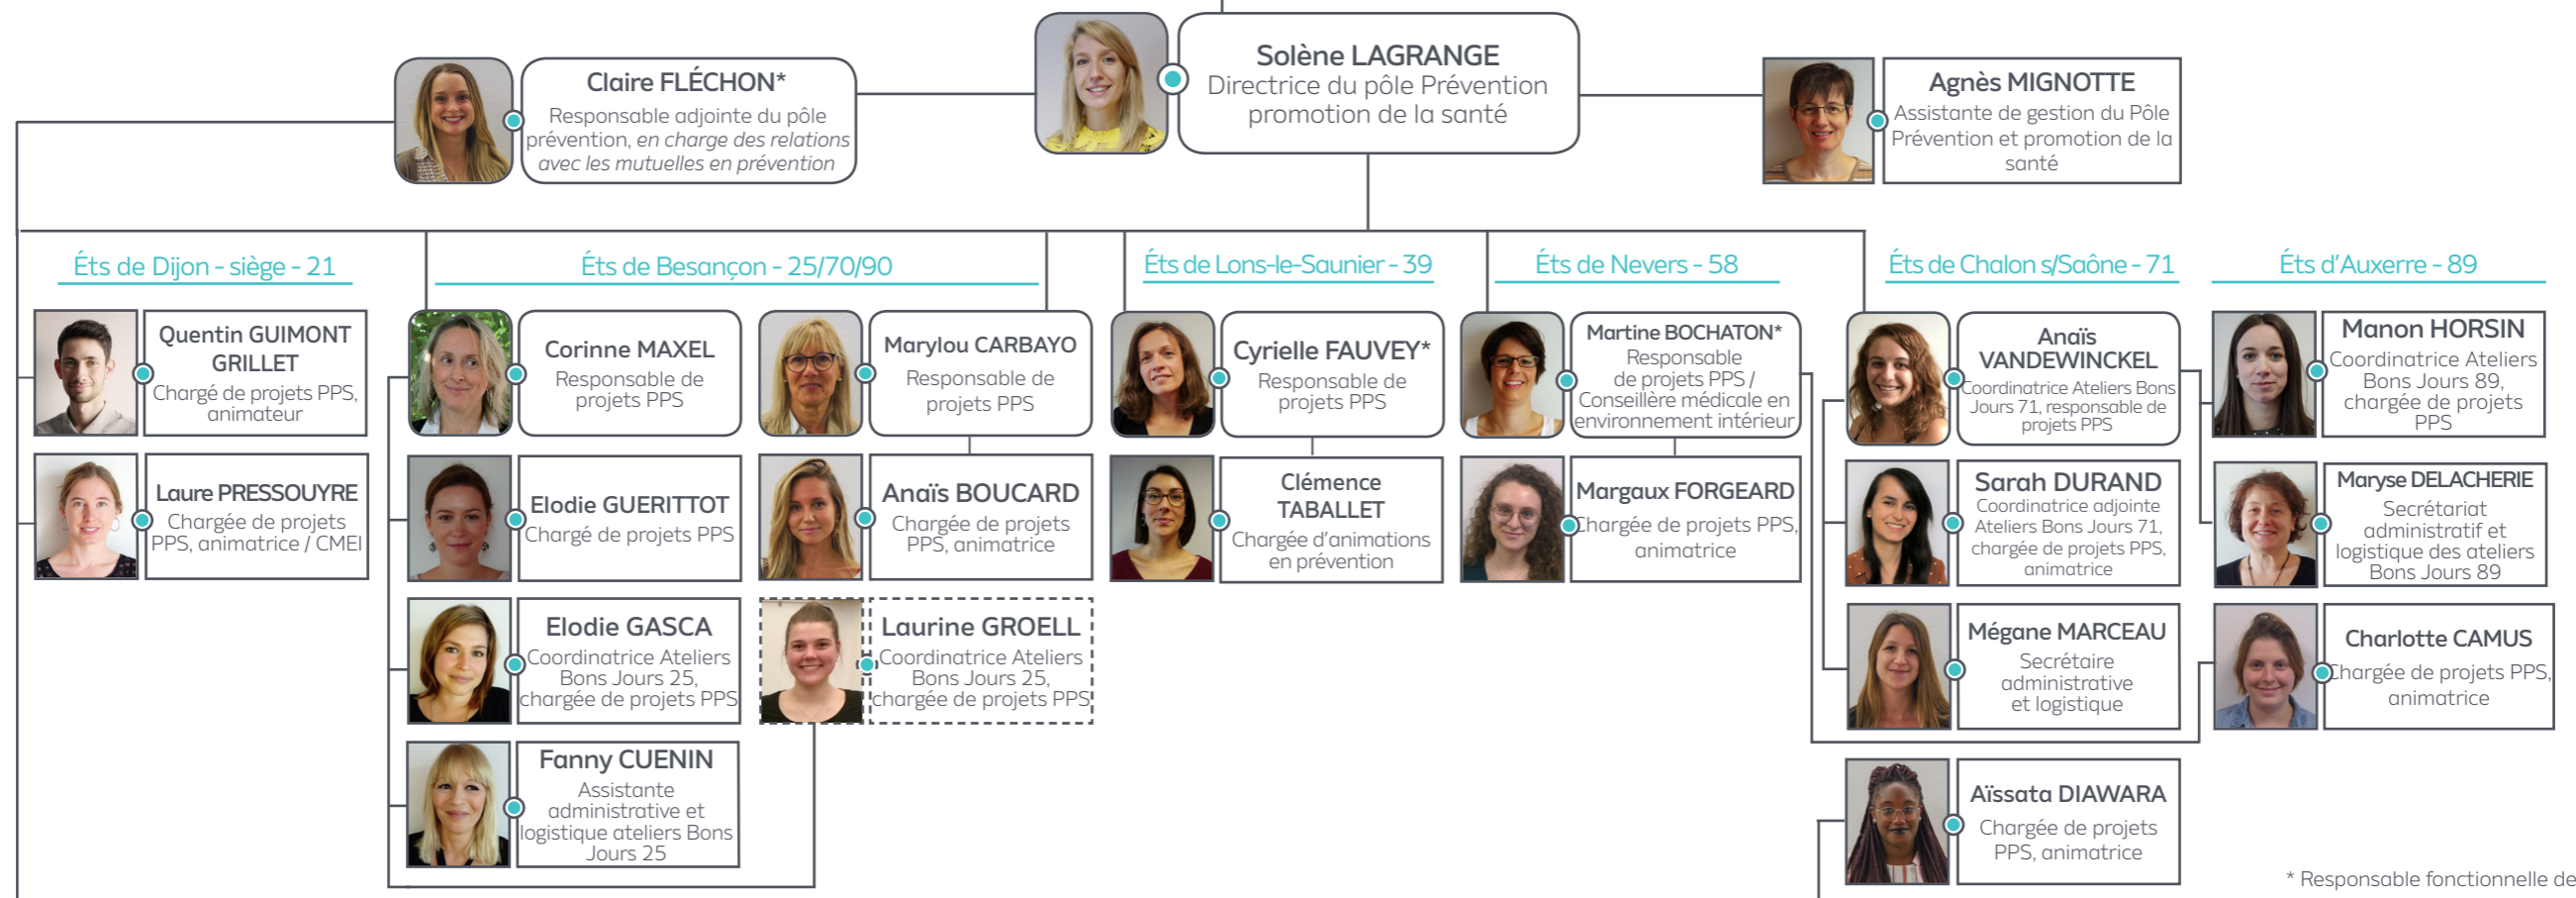 Solène LAGRANGE
Directrice du pôle Prévention
promotion de la santé
Claire FLÉCHON*
Responsable adjointe du pôle
prévention, en charge des relations
avec les mutuelles en prévention
Agnès MIGNOTTE
Assistante de gestion du Pôle
Prévention et promotion de la
santé
Éts de Dijon - siège - 21
Quentin GUIMONT
GRILLET
Chargé de projets PPS,
animateur
Laure PRESSOUYRE
Chargée de projets
PPS, animatrice / CMEI
Éts de Besançon - 25/70/90
Corinne MAXEL
Responsable de
projets PPS
Elodie GUERITTOT
Chargé de projets PPS
Elodie GASCA
Coordinatrice Ateliers
Bons Jours 25,
chargée de projets PPS
Fanny CUENIN
Assistante
administrative et
logistique ateliers Bons
Jours 25
Marylou CARBAYO
Responsable de
projets PPS
Anaïs BOUCARD
Chargée de projets
PPS, animatrice
Laurine GROELL
Coordinatrice Ateliers
Bons Jours 25,
chargée de projets PPS
Éts de Lons-le-Saunier - 39
Cyrielle FAUVEY*
Responsable de
projets PPS
Clémence
TABALLET
Chargée d'animations
en prévention
Éts de Nevers - 58
Martine BOCHATON*
Responsable
de projets PPS /
Conseillère médicale en
environnement intérieur
Margaux FORGEARD
Chargée de projets PPS,
animatrice
Éts de Chalon s/Saône - 71
Anaïs
VANDEWINCKEL
Coordinatrice Ateliers Bons
Jours 71, responsable de
projets PPS
Sarah DURAND
Coordinatrice adjointe
Ateliers Bons Jours 71,
chargée de projets PPS,
animatrice
Mégane MARCEAU
Secrétaire
administrative
et logistique
Aïssata DIAWARA
Chargée de projets
PPS, animatrice
Éts d'Auxerre - 89
Manon HORSIN
Coordinatrice Ateliers
Bons Jours 89,
chargée de projets
PPS
Maryse DELACHERIE
Secrétariat
administratif et
logistique des ateliers
Bons Jours 89
Charlotte CAMUS
Chargée de projets PPS,
animatrice
* Responsable fonctionnelle de